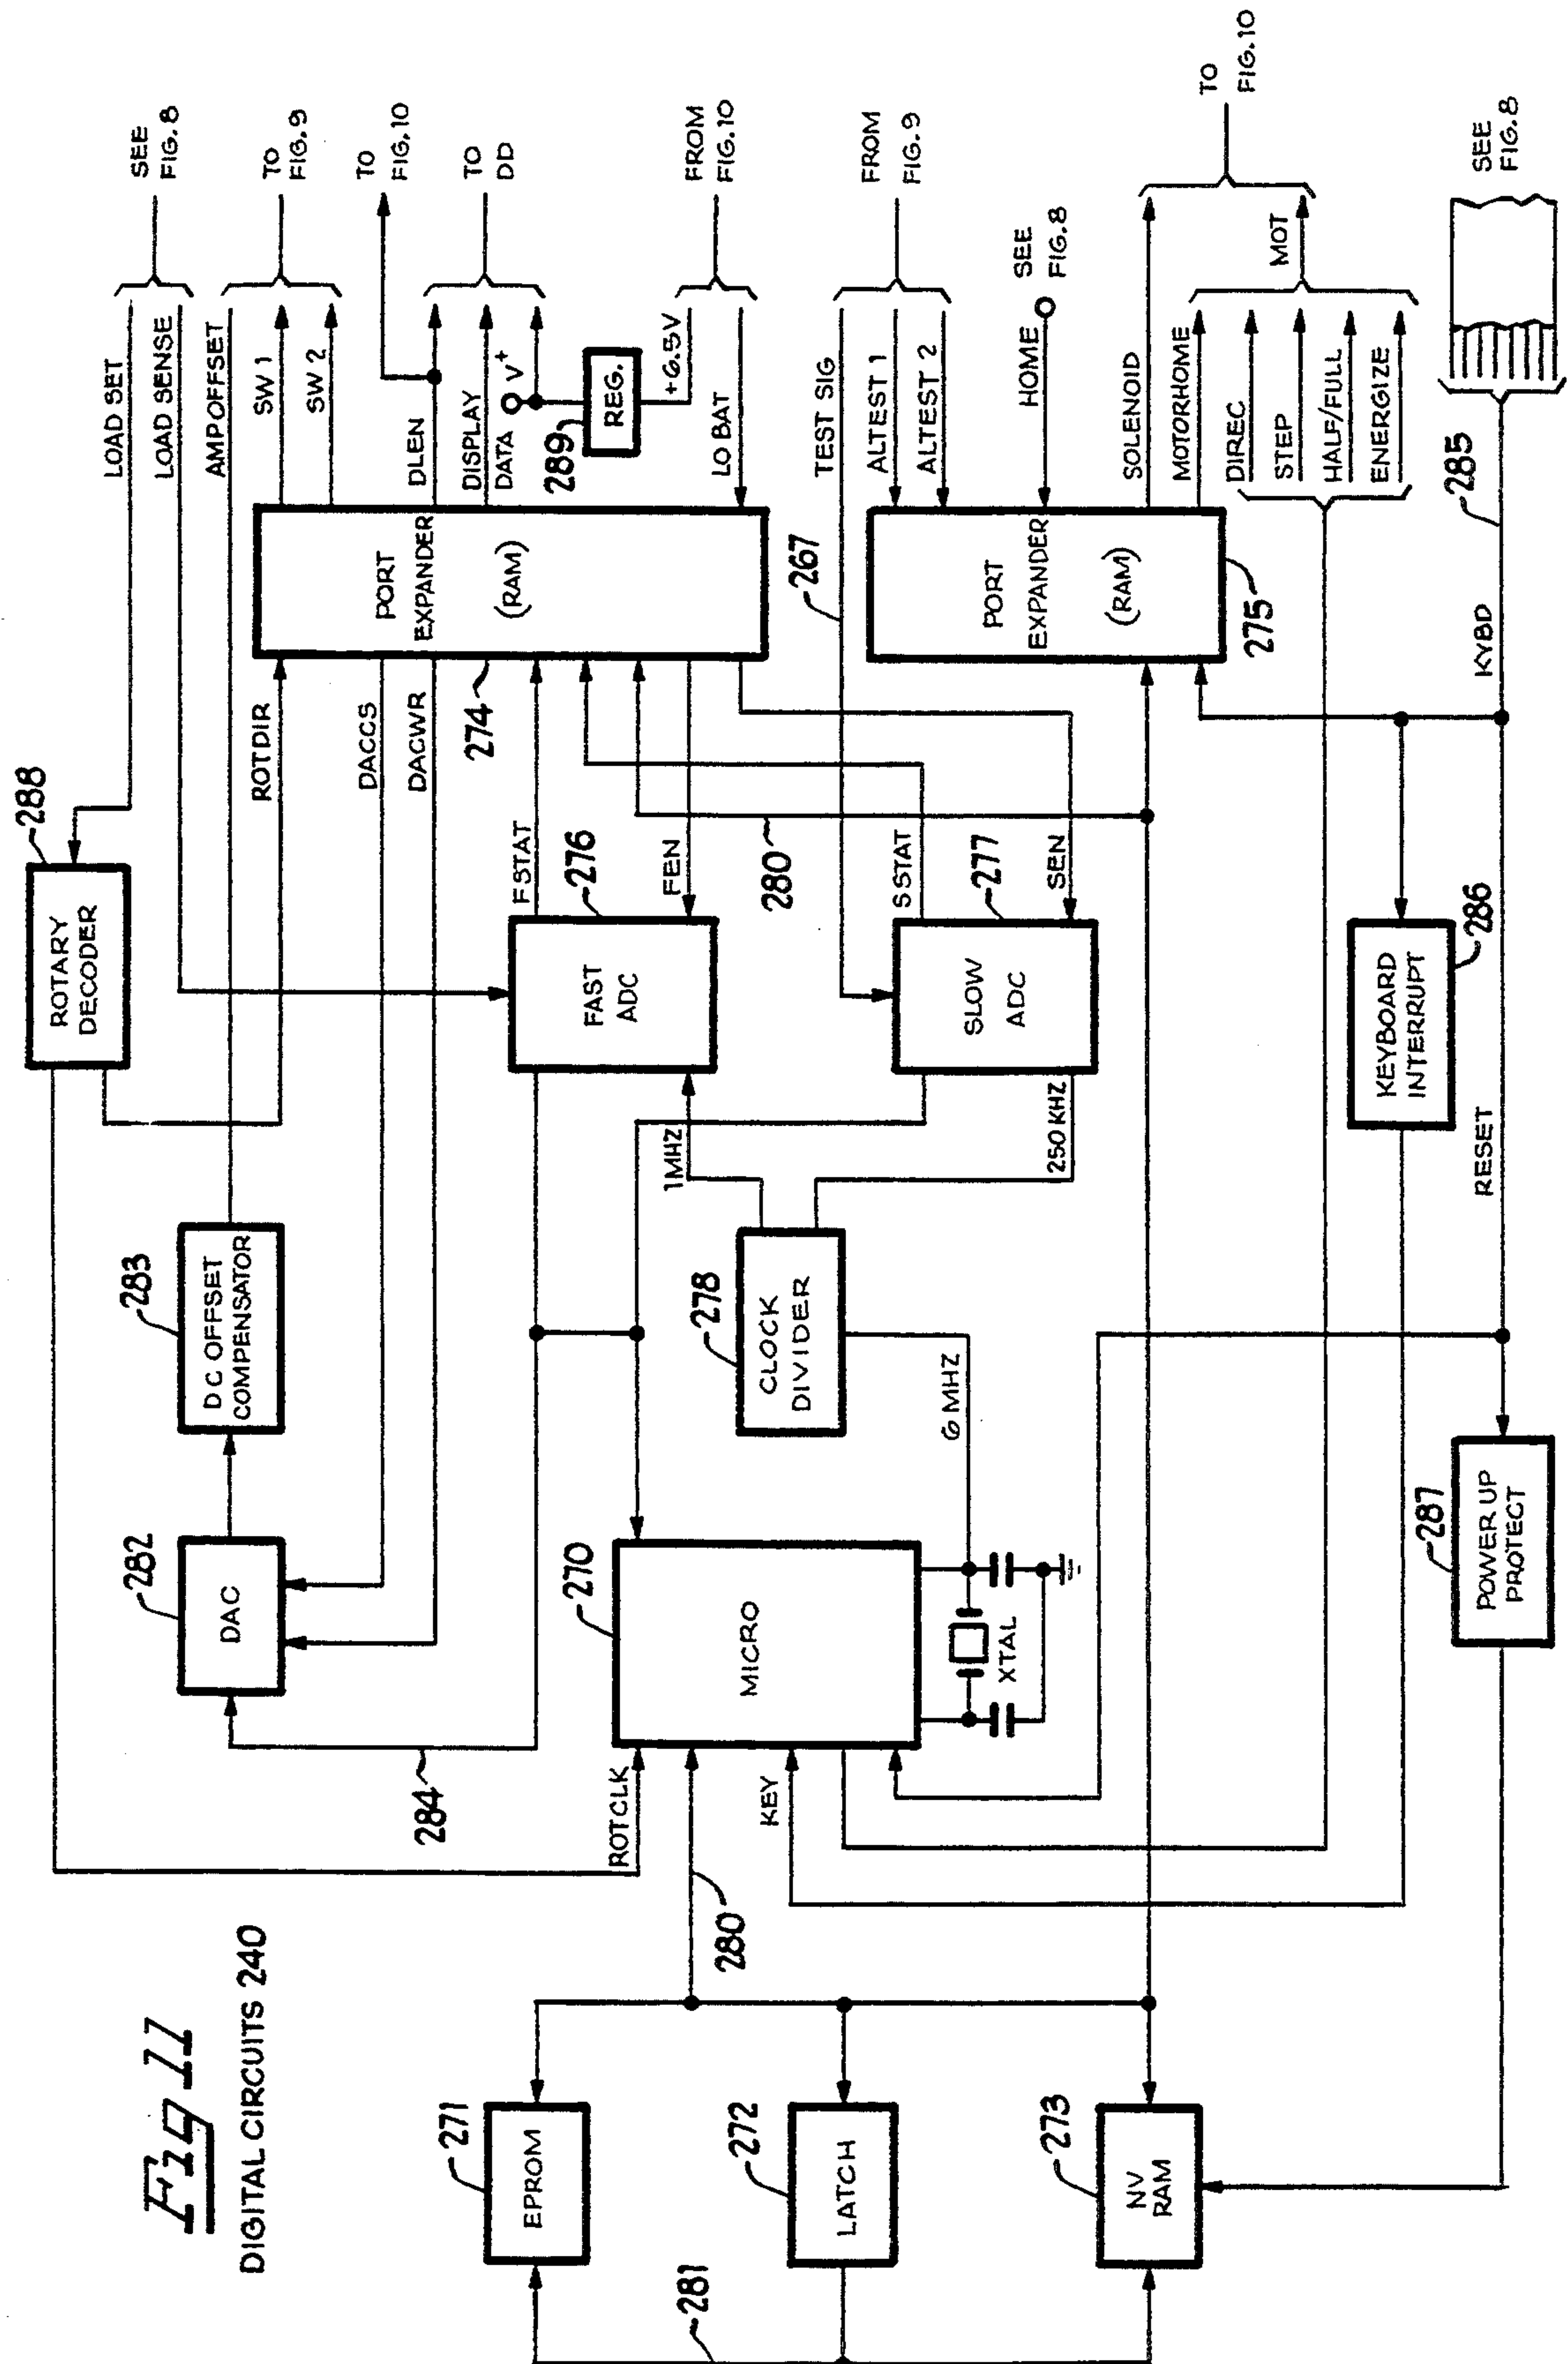 Fig 11
DIGITAL CIRCUITS 240
288
ROTARY
DECODER
LOAD SET
LOAD SENSE
SEE
FIG. 8
AMPOFFSET
SW 1
SW 2
TO
FIG. 9
TO
FIG. 10
DLEN
DISPLAY
DATA
V+
TO
DD
289
REG.
+6.5V
LO BAT
FROM
FIG. 10
282
DAC
283
DC OFFSET
COMPENSATOR
ROTDIR
DACCS
DACWR
274
PORT
EXPANDER
(RAM)
284
FSTAT
276
FAST
ADC
FEN
1MHZ
280
267
TEST SIG
ALTEST 1
ALTEST 2
FROM
FIG. 9
HOME
SEE
FIG. 8
SSTAT
277
SLOW
ADC
SEN
250KHZ
PORT
EXPANDER
(RAM)
275
278
CLOCK
DIVIDER
6 MHZ
ROTCLK
270
MICRO
XTAL
KEY
280
271
EPROM
272
LATCH
273
NV
RAM
281
SOLENOID
MOTORHOME
DIREC
STEP
HALF/FULL
ENERGIZE
MOT
TO
FIG. 10
KEYBOARD
INTERRUPT
286
RESET
KYBD
285
SEE
FIG. 8
287
POWER UP
PROTECT